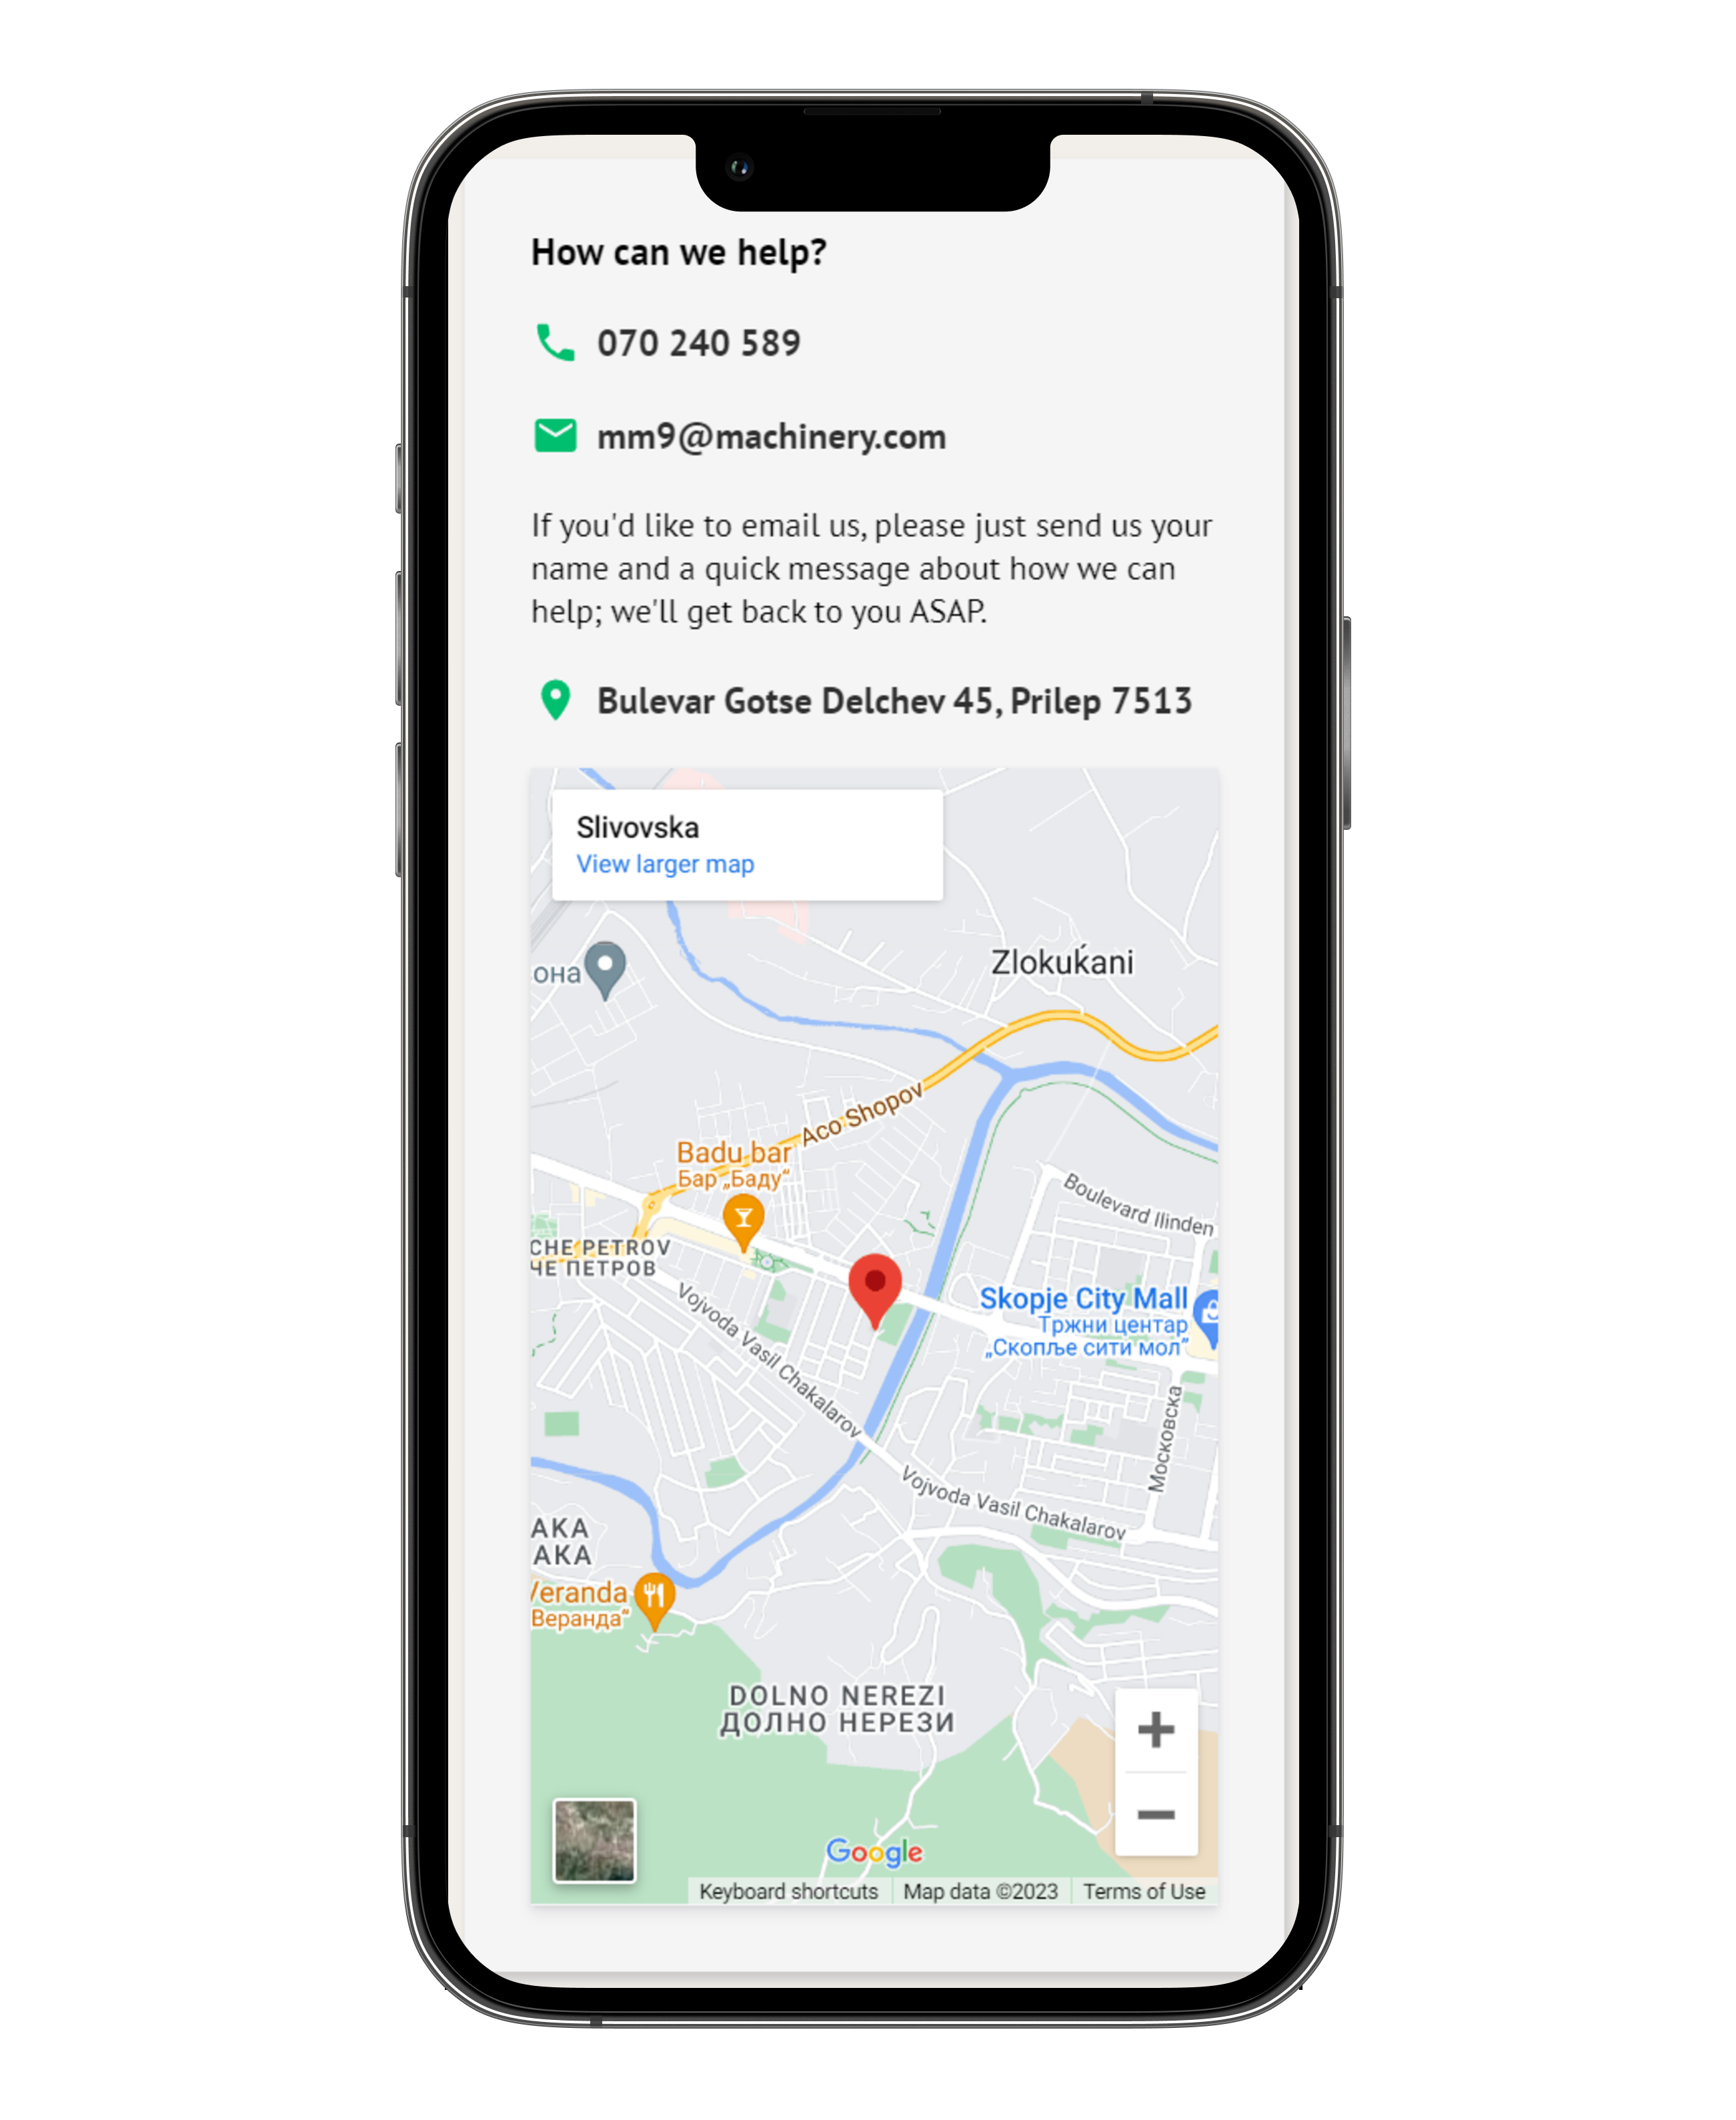 How can we help?
070 240 589
mm9@machinery.com
If you'd like to email us, please just send us your
name and a quick message about how we can
help; we'll get back to you ASAP.
Bulevar Gotse Delchev 45, Prilep 7513
Slivovska
View larger map
Zlokuḱani
она
Aco Shopov
Badu bar
Бар „Баду“
Boulevard Ilinden
CHE PETROV
ЧЕ ПЕТРОВ
Skopje City Mall
Тржни центар
„Скопље сити мол“
Vojvoda Vasil Chakalarov
Московска
Vojvoda Vasil Chakalarov
AKA
АКА
Veranda
Веранда“
DOLNO NEREZI
ДОЛНО НЕРЕЗИ
Google
Keyboard shortcuts
Map data ©2023
Terms of Use